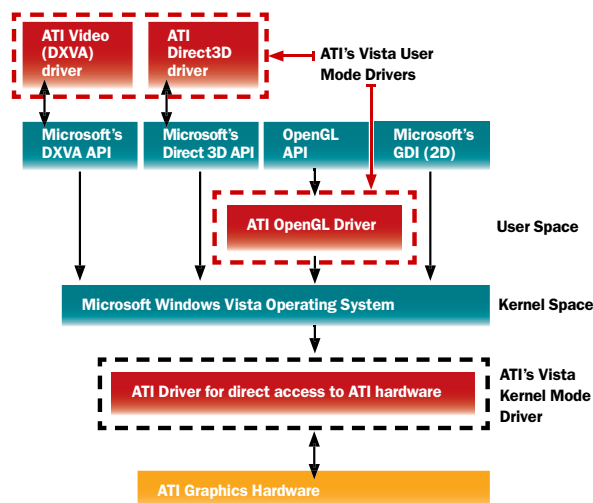 ATI Video
(DXVA)
driver
ATI
Direct3D
driver
ATI's Vista User
Mode Drivers
Microsoft's
DXVA API
Microsoft's
Direct 3D API
OpenGL
API
Microsoft's
GDI (2D)
ATI OpenGL Driver
User Space
Microsoft Windows Vista Operating System
Kernel Space
ATI Driver for direct access to ATI hardware
ATI's Vista
Kernel Mode
Driver
ATI Graphics Hardware